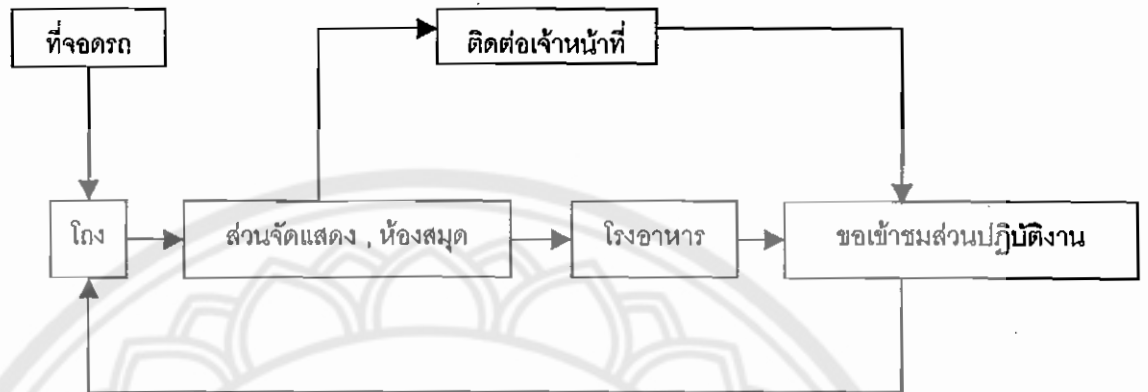 ที่จอดรถ
ติดต่อเจ้าหน้าที่
โถง
ส่วนจัดแสดง , ห้องสมุด
โรงอาหาร
ขอเข้าชมส่วนปฏิบัติงาน